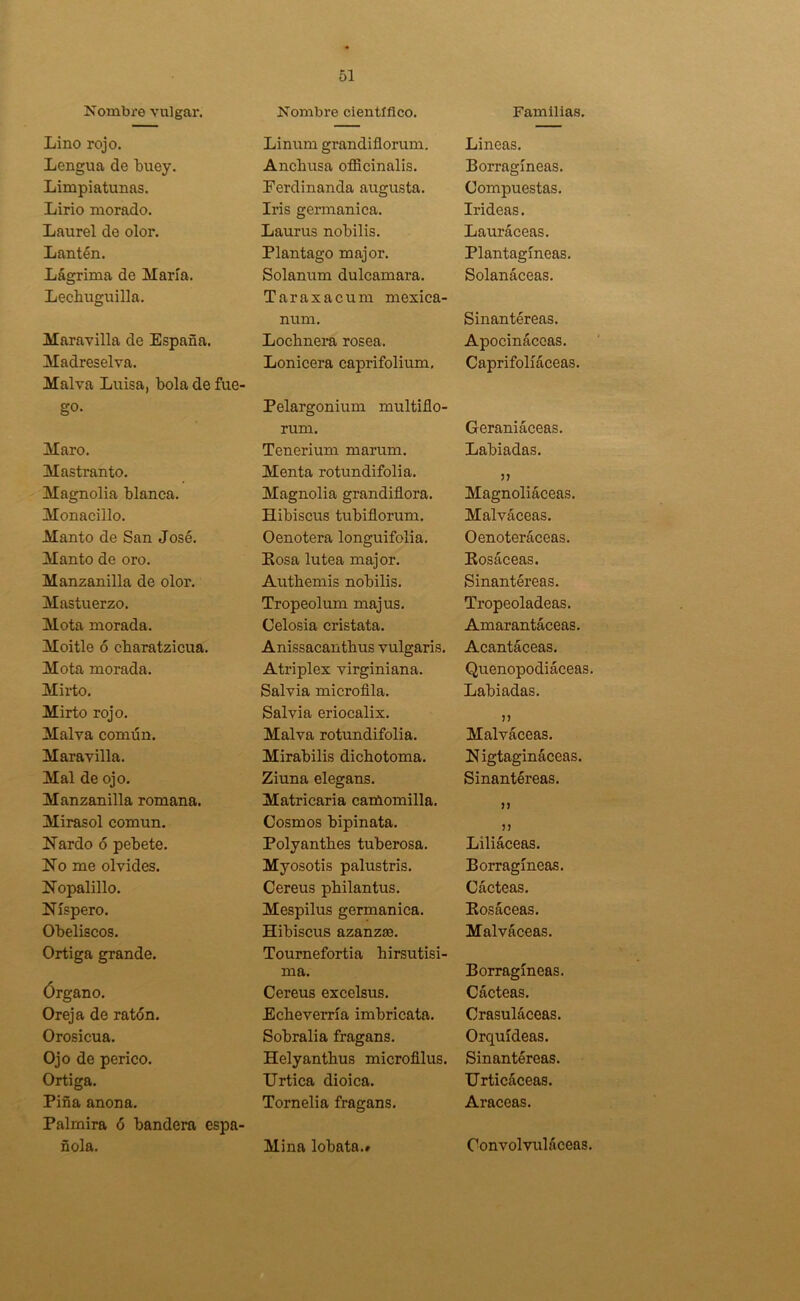 51
Nombre vulgar. Nombre científico. Familias.
Lino rojo. Linum grandiflorum. Lineas.
Lengua de buey. Anchusa officinalis. Borragíneas.
Limpiatunas. Ferdinanda augusta. Compuestas.
Lirio morado. Iris germanica. Irideas.
Laurel de olor. Laurus nobilis. Lauráceas.
Lantén. Plantago major. Plantagíneas.
Lágrima de María. Solanum dulcamara. Solanáceas.
Lechuguilla. Taraxacum mexica-
num. Sinantéreas.
Maravilla de España. Lochnera rosea. Apocináceas.
Madreselva. Lonicera caprifolium. Caprifolíáceas.
Malva Luisa, bola de fue-
go. Pelargonium multiflo-
rum. Geraniáceas.
Maro. Tenerium marum. Labiadas.
Mastranto. Menta rotundifolia. ”
Magnolia blanca. Magnolia grandiflora. Magnoliáceas.
Monacillo. Hibiscus tubiflorum. Malváceas.
Manto de San José. Oenotera longuifolia. Oenoteráceas.
Manto de oro. Rosa lutea major. Rosáceas.
Manzanilla de olor. Authemis nobilis. Sinantéreas.
Mastuerzo. Tropeolum majus. Tropeoladeas.
Mota morada. Celosia cristata. Amarantáceas.
Moitle ó charatzicua. Anissacanthus vulgaris. Acantáceas.
Mota morada. Atriplex virginiana. Quenopodiáceas.
Mirto. Salvia microfila. Labiadas.
Mirto rojo. Salvia eriocalix. ”
Malva común. Malva rotundifolia. Malváceas.
Maravilla. Mirabilis dichotoma. Nigtagináceas.
Mal de ojo. Ziuna elegans. Sinantéreas.
Manzanilla romana. Matricaria camomilla. ”
Mirasol comun. Cosmos bipinata. ”
Nardo ó pebete. Polyanthes tuberosa. Liliáceas.
No me olvides. Myosotis palustris. Borragíneas.
Nopalillo. Cereus philantus. Cácteas.
Níspero. Mespilus germanica. Rosáceas.
Obeliscos. Hibiscus azanzæ. Malváceas.
Ortiga grande. Tournefortia hirsutisi-
ma. Borragíneas.
Órgano. Cereus excelsus. Cácteas.
Oreja de ratón. Echeverría imbricata. Crasuláceas.
Orosicua. Sobralia fragans. Orquídeas.
Ojo de perico. Helyanthus microfilus. Sinantéreas.
Ortiga. Urtica dioica. Urticáceas.
Piña anona. Tornelia fragans. Araceas.
Palmira ó bandera espa-
ñola. Mina lobata. Convolvuláceas.